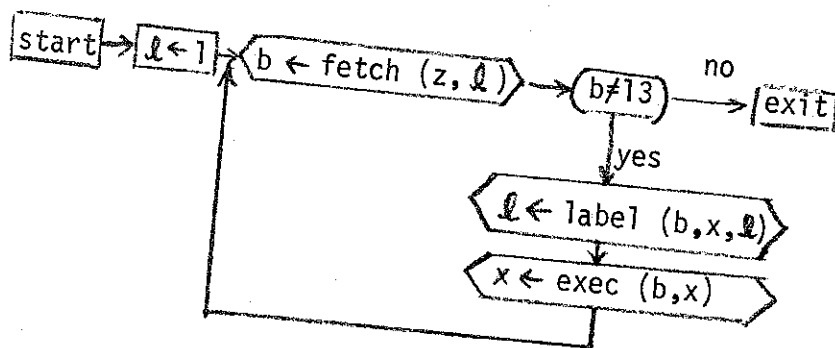 start
ℓ ← 1
b ← fetch (z, ℓ)
b≠13
no
exit
yes
ℓ ← label (b,x,ℓ)
x ← exec (b,x)